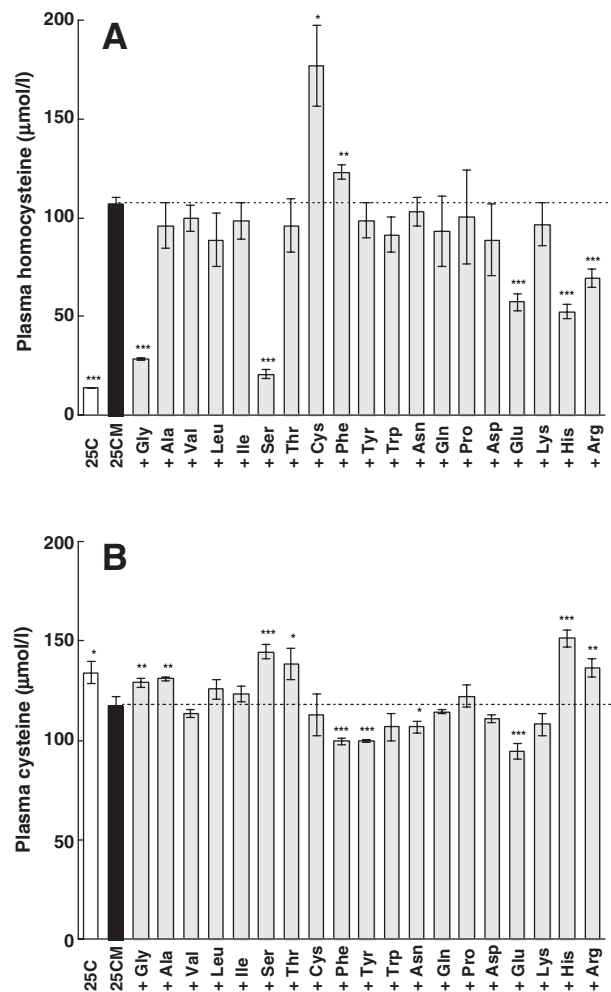 A
Plasma homocysteine (µmol/l)
200
150
100
50
0
*** *** *** * ** *** *** ***
25C 25CM + Gly + Ala + Val + Leu + Ile + Ser + Thr + Cys + Phe + Tyr + Trp + Asn + Gln + Pro + Asp + Glu + Lys + His + Arg
B
Plasma cysteine (µmol/l)
200
150
100
50
0
* ** ** *** * *** *** * *** *** **
25C 25CM + Gly + Ala + Val + Leu + Ile + Ser + Thr + Cys + Phe + Tyr + Trp + Asn + Gln + Pro + Asp + Glu + Lys + His + Arg